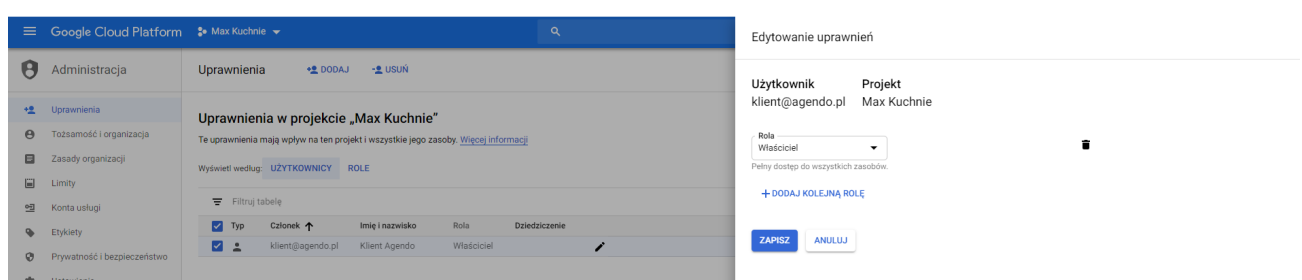 Google Cloud Platform
Max Kuchnie
Administracja
Uprawnienia
Tożsamość i organizacja
Zasady organizacji
Limity
Konta usługi
Etykiety
Prywatność i bezpieczeństwo
Ustawienia
Uprawnienia
DODAJ
USUŃ
Uprawnienia w projekcie „Max Kuchnie”
Te uprawnienia mają wpływ na ten projekt i wszystkie jego zasoby. Więcej informacji
Wyświetl według: UŻYTKOWNICY ROLE
Filtruj tabelę
Typ Członek Imię i nazwisko Rola Dziedziczenie
klient@agendo.pl Klient Agendo Właściciel
Edytowanie uprawnień
Użytkownik Projekt
klient@agendo.pl Max Kuchnie
Rola
Właściciel
Pełny dostęp do wszystkich zasobów.
DODAJ KOLEJNĄ ROLĘ
ZAPISZ ANULUJ